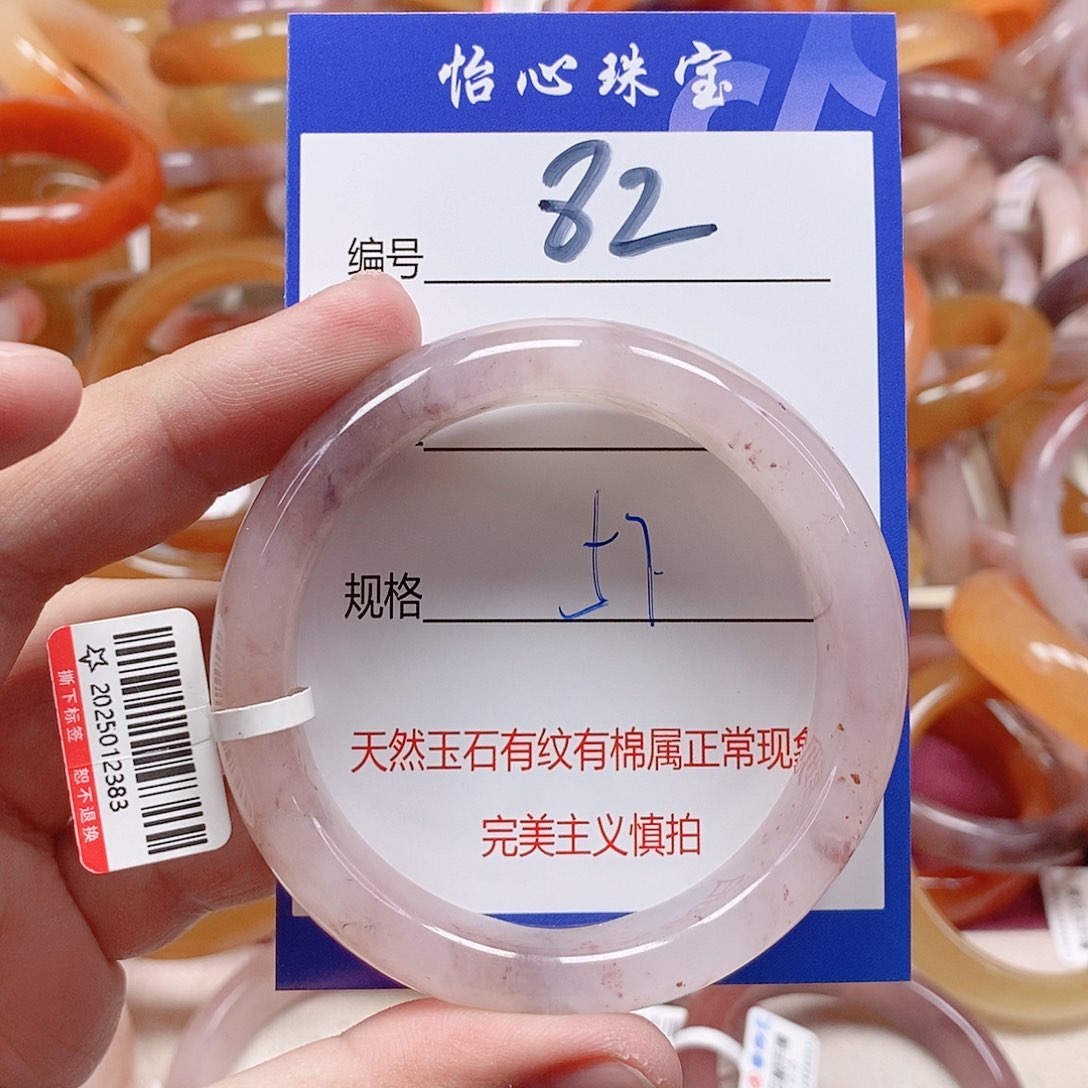 怡心珠宝
编号 82
规格 57
天然玉石有纹有棉属正常现象
完美主义慎拍
撕下标签 恕不退换
2025012383